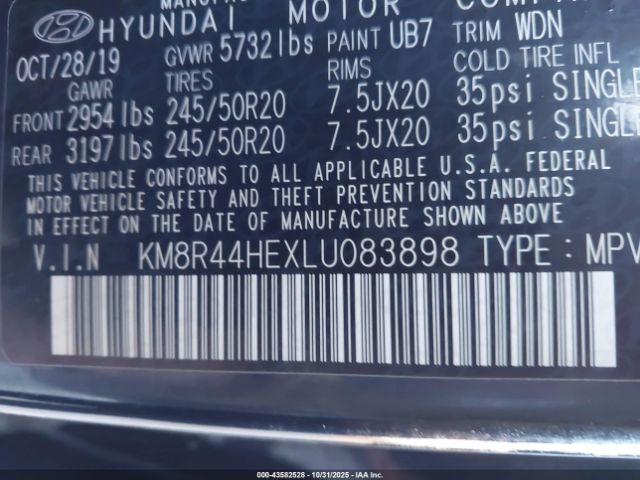 HYUNDAI MOTOR
OCT/28/19 GVWR 5732 lbs PAINT UB7 TRIM WDN
GAWR TIRES RIMS COLD TIRE INFL
FRONT 2954 lbs 245/50R20 7.5JX20 35psi SINGLE
REAR 3197 lbs 245/50R20 7.5JX20 35psi SINGLE
THIS VEHICLE CONFORMS TO ALL APPLICABLE U.S.A. FEDERAL
MOTOR VEHICLE SAFETY AND THEFT PREVENTION STANDARDS
IN EFFECT ON THE DATE OF MANUFACTURE SHOWN ABOVE
V.I.N KM8R44HEXLU083898 TYPE : MPV
000-43582528 - 10/31/2025 - IAA Inc.